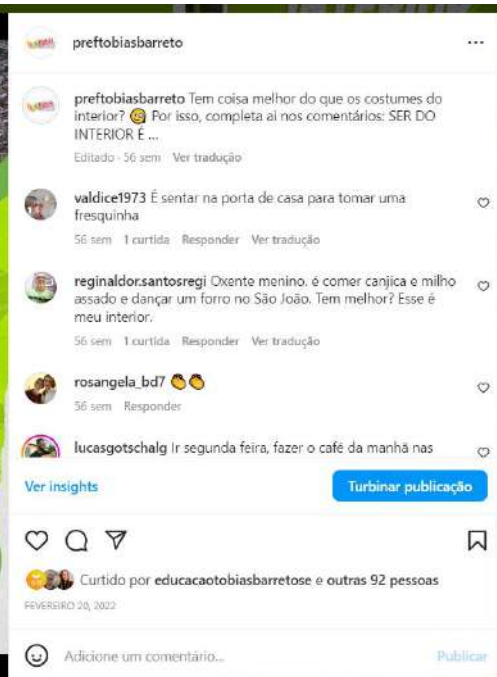 preftobiasbarreto
preftobiasbarreto Tem coisa melhor do que os costumes do
interior? 🧐 Por isso, completa ai nos comentários: SER DO
INTERIOR É ...
Editado · 56 sem Ver tradução
valdice1973 É sentar na porta de casa para tomar uma
fresquinha
56 sem 1 curtida Responder Ver tradução
reginaldor.santosregi Oxente menino. é comer canjica e milho
assado e dançar um forro no São João. Tem melhor? Esse é
meu interior.
56 sem 1 curtida Responder Ver tradução
rosangela_bd7 👏👏
56 sem Responder
lucasgotschalg Ir segunda feira, fazer o café da manhã nas
Ver insights
Turbinar publicação
Curtido por educacaotobiasbarretose e outras 92 pessoas
FEVEREIRO 20, 2022
Adicione um comentário...
Publicar